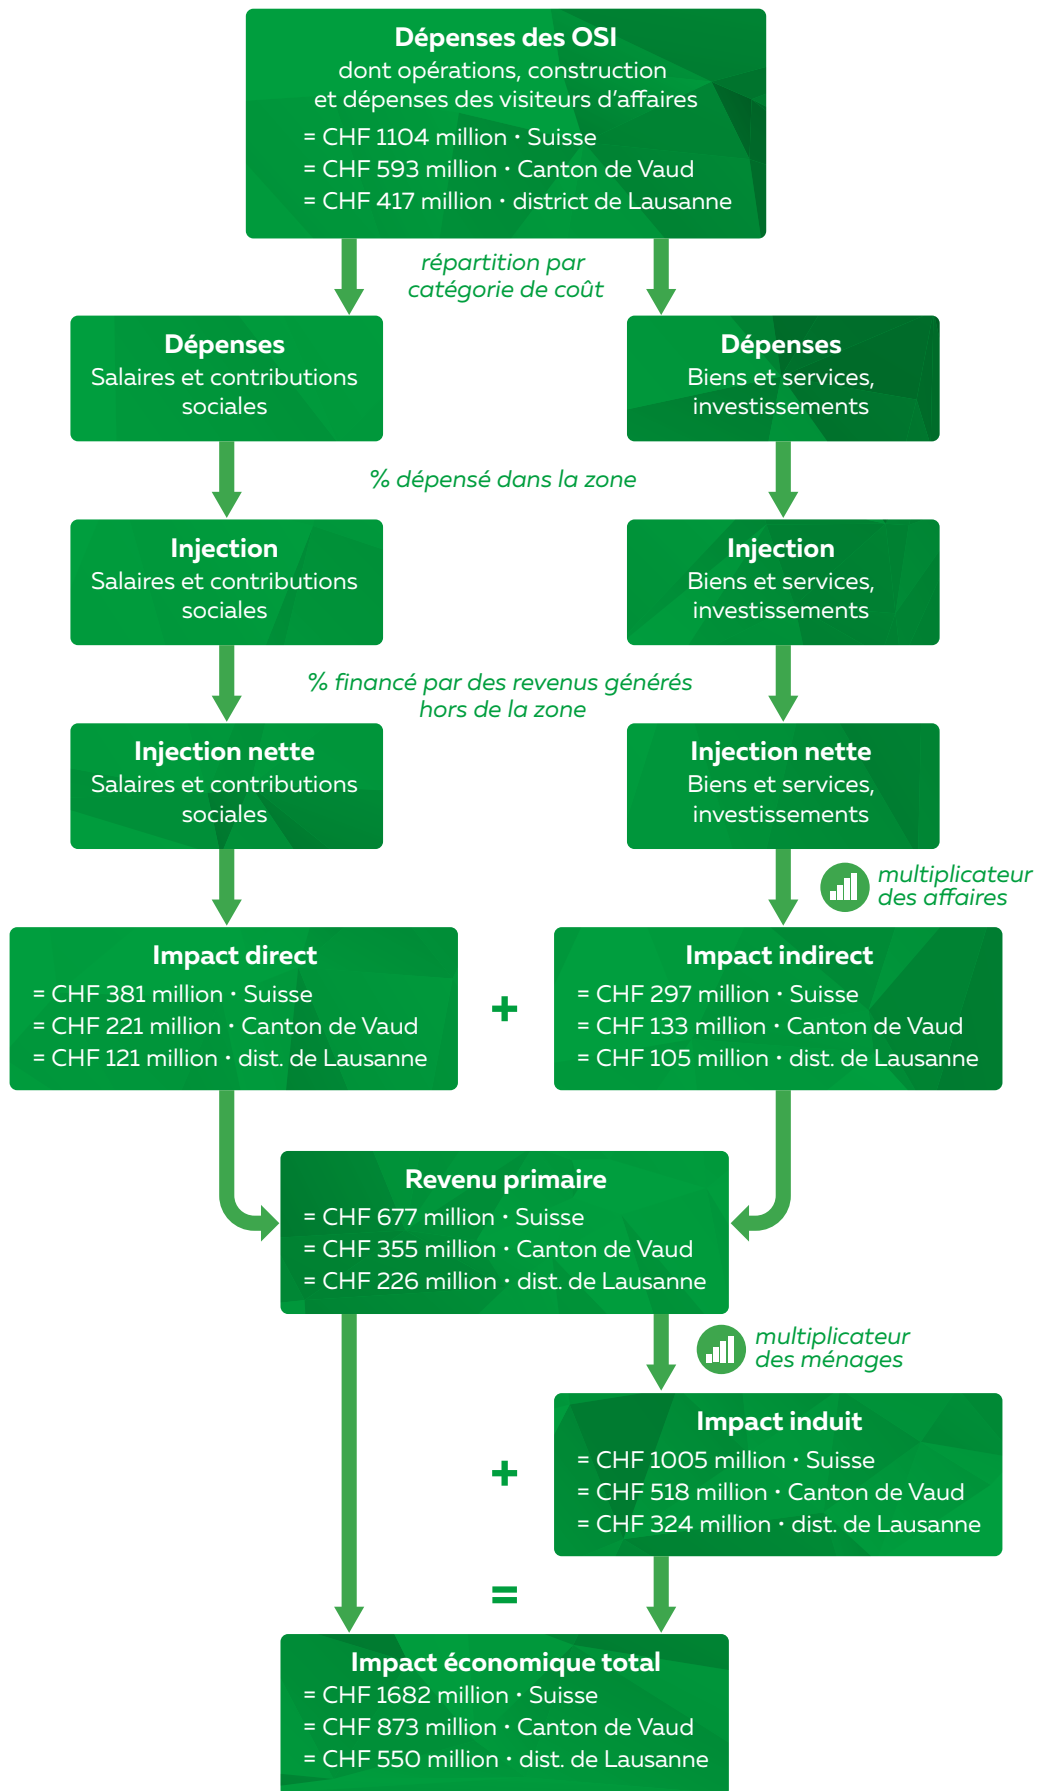 Dépenses des OSI
dont opérations, construction
et dépenses des visiteurs d'affaires
= CHF 1104 million · Suisse
= CHF 593 million · Canton de Vaud
= CHF 417 million · district de Lausanne
répartition par
catégorie de coût
Dépenses
Salaires et contributions
sociales
Dépenses
Biens et services,
investissements
% dépensé dans la zone
Injection
Salaires et contributions
sociales
Injection
Biens et services,
investissements
% financé par des revenus générés
hors de la zone
Injection nette
Salaires et contributions
sociales
Injection nette
Biens et services,
investissements
multiplicateur
des affaires
Impact direct
= CHF 381 million · Suisse
= CHF 221 million · Canton de Vaud
= CHF 121 million · dist. de Lausanne
+
Impact indirect
= CHF 297 million · Suisse
= CHF 133 million · Canton de Vaud
= CHF 105 million · dist. de Lausanne
Revenu primaire
= CHF 677 million · Suisse
= CHF 355 million · Canton de Vaud
= CHF 226 million · dist. de Lausanne
multiplicateur
des ménages
+
Impact induit
= CHF 1005 million · Suisse
= CHF 518 million · Canton de Vaud
= CHF 324 million · dist. de Lausanne
=
Impact économique total
= CHF 1682 million · Suisse
= CHF 873 million · Canton de Vaud
= CHF 550 million · dist. de Lausanne